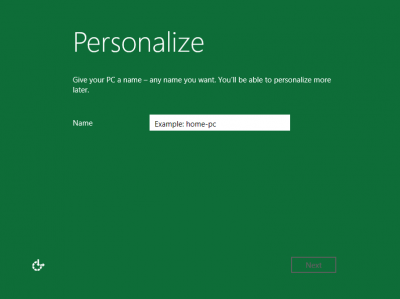 Personalize
Give your PC a name – any name you want. You'll be able to personalize more
later.
Name
Example: home-pc
Next